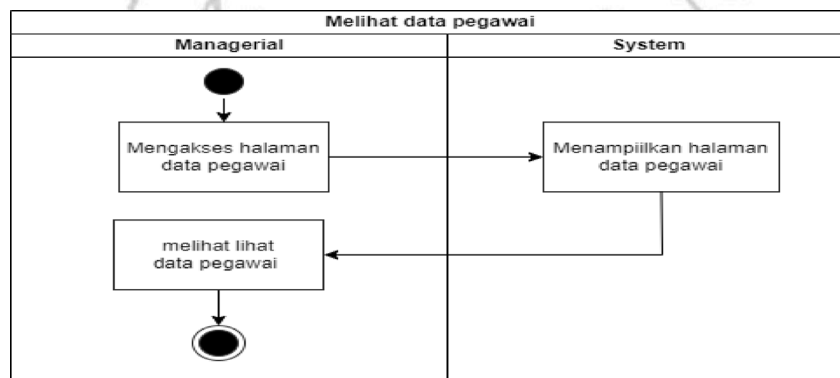 Melihat data pegawai
Managerial
System
Mengakses halaman
data pegawai
Menampiilkan halaman
data pegawai
melihat lihat
data pegawai